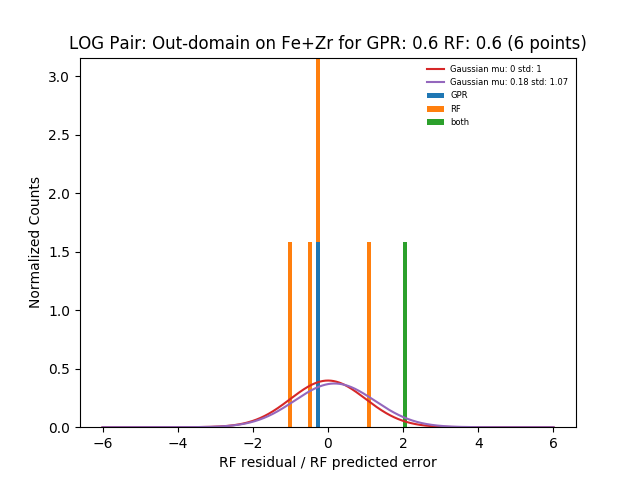 LOG Pair: Out-domain on Fe+Zr for GPR: 0.6 RF: 0.6 (6 points)
Gaussian mu: 0 std: 1
Gaussian mu: 0.18 std: 1.07
GPR
RF
both
Normalized Counts
3.0
2.5
2.0
1.5
1.0
0.5
0.0
−6 −4 −2 0 2 4 6
RF residual / RF predicted error